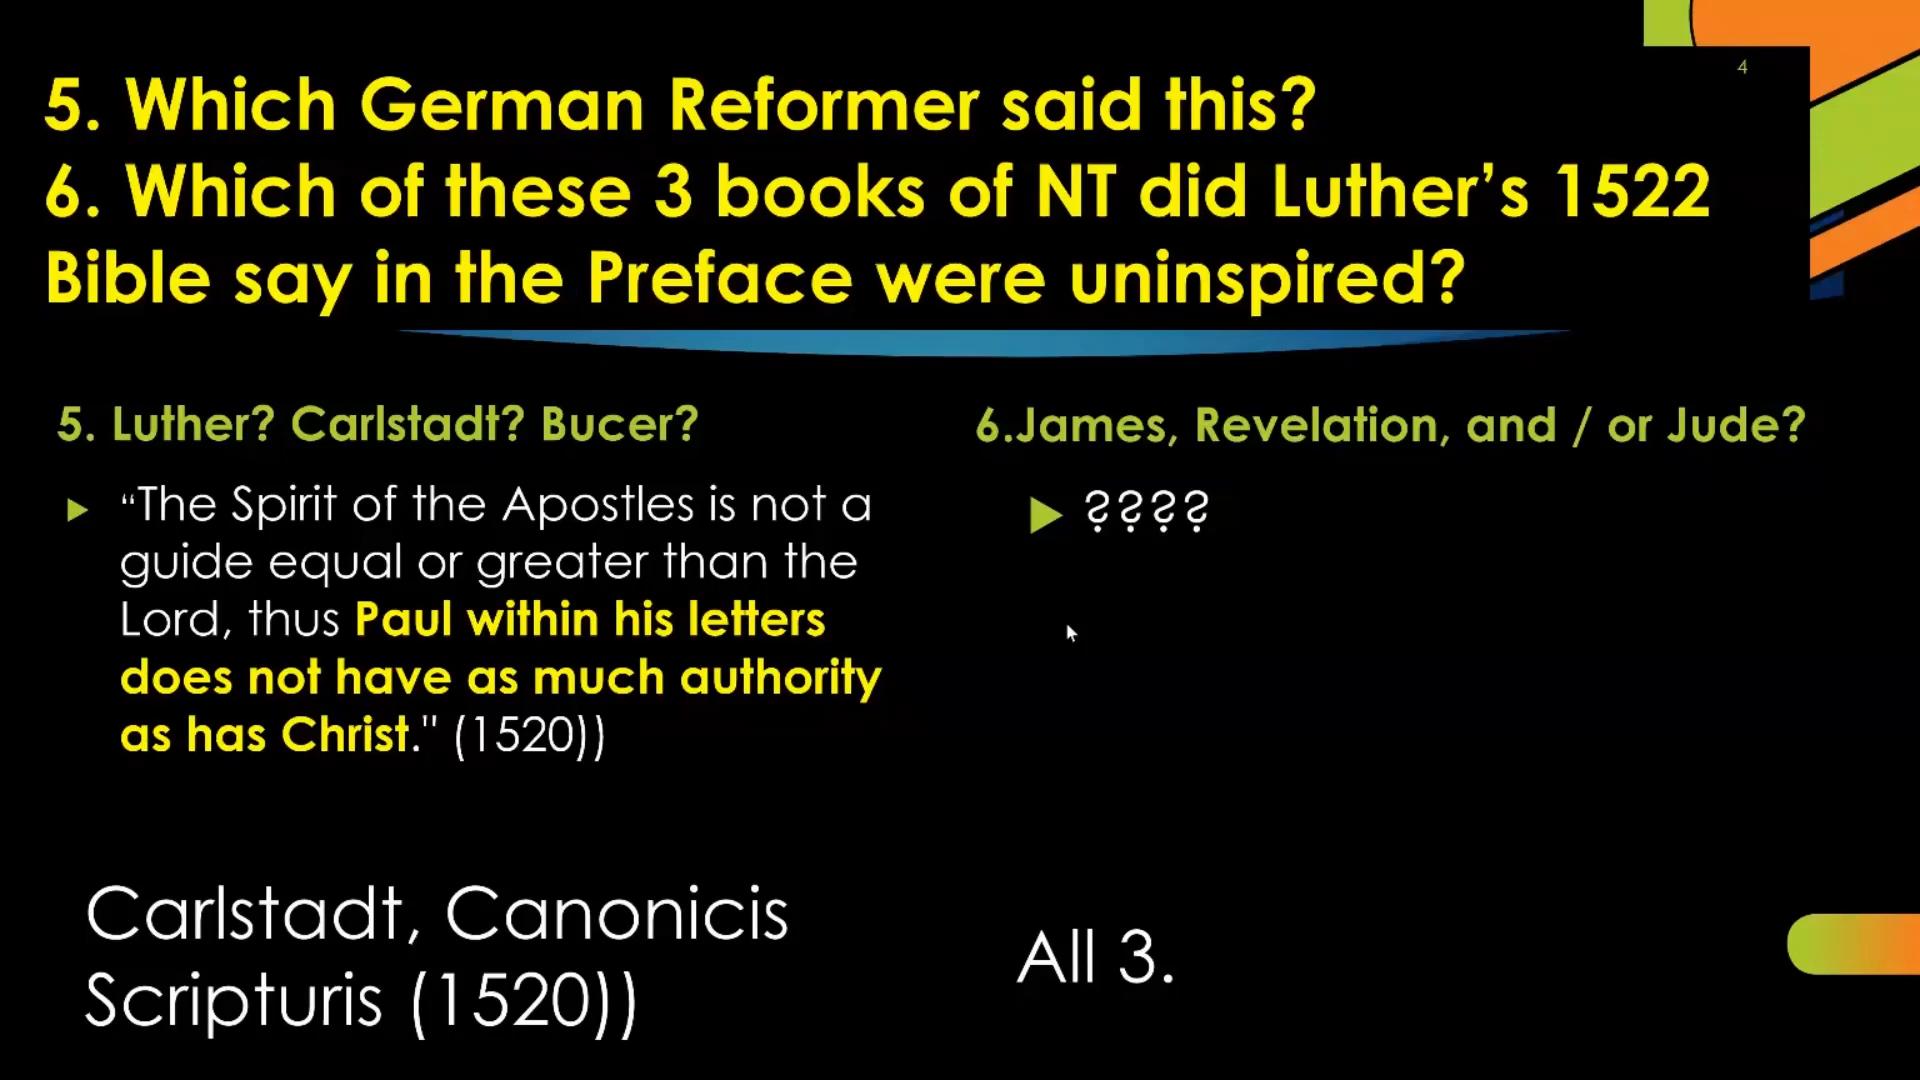 4
5. Which German Reformer said this?
6. Which of these 3 books of NT did Luther’s 1522
Bible say in the Preface were uninspired?
5. Luther? Carlstadt? Bucer?
“The Spirit of the Apostles is not a
guide equal or greater than the
Lord, thus Paul within his letters
does not have as much authority
as has Christ." (1520))
Carlstadt, Canonicis
Scripturis (1520))
6.James, Revelation, and / or Jude?
????
All 3.